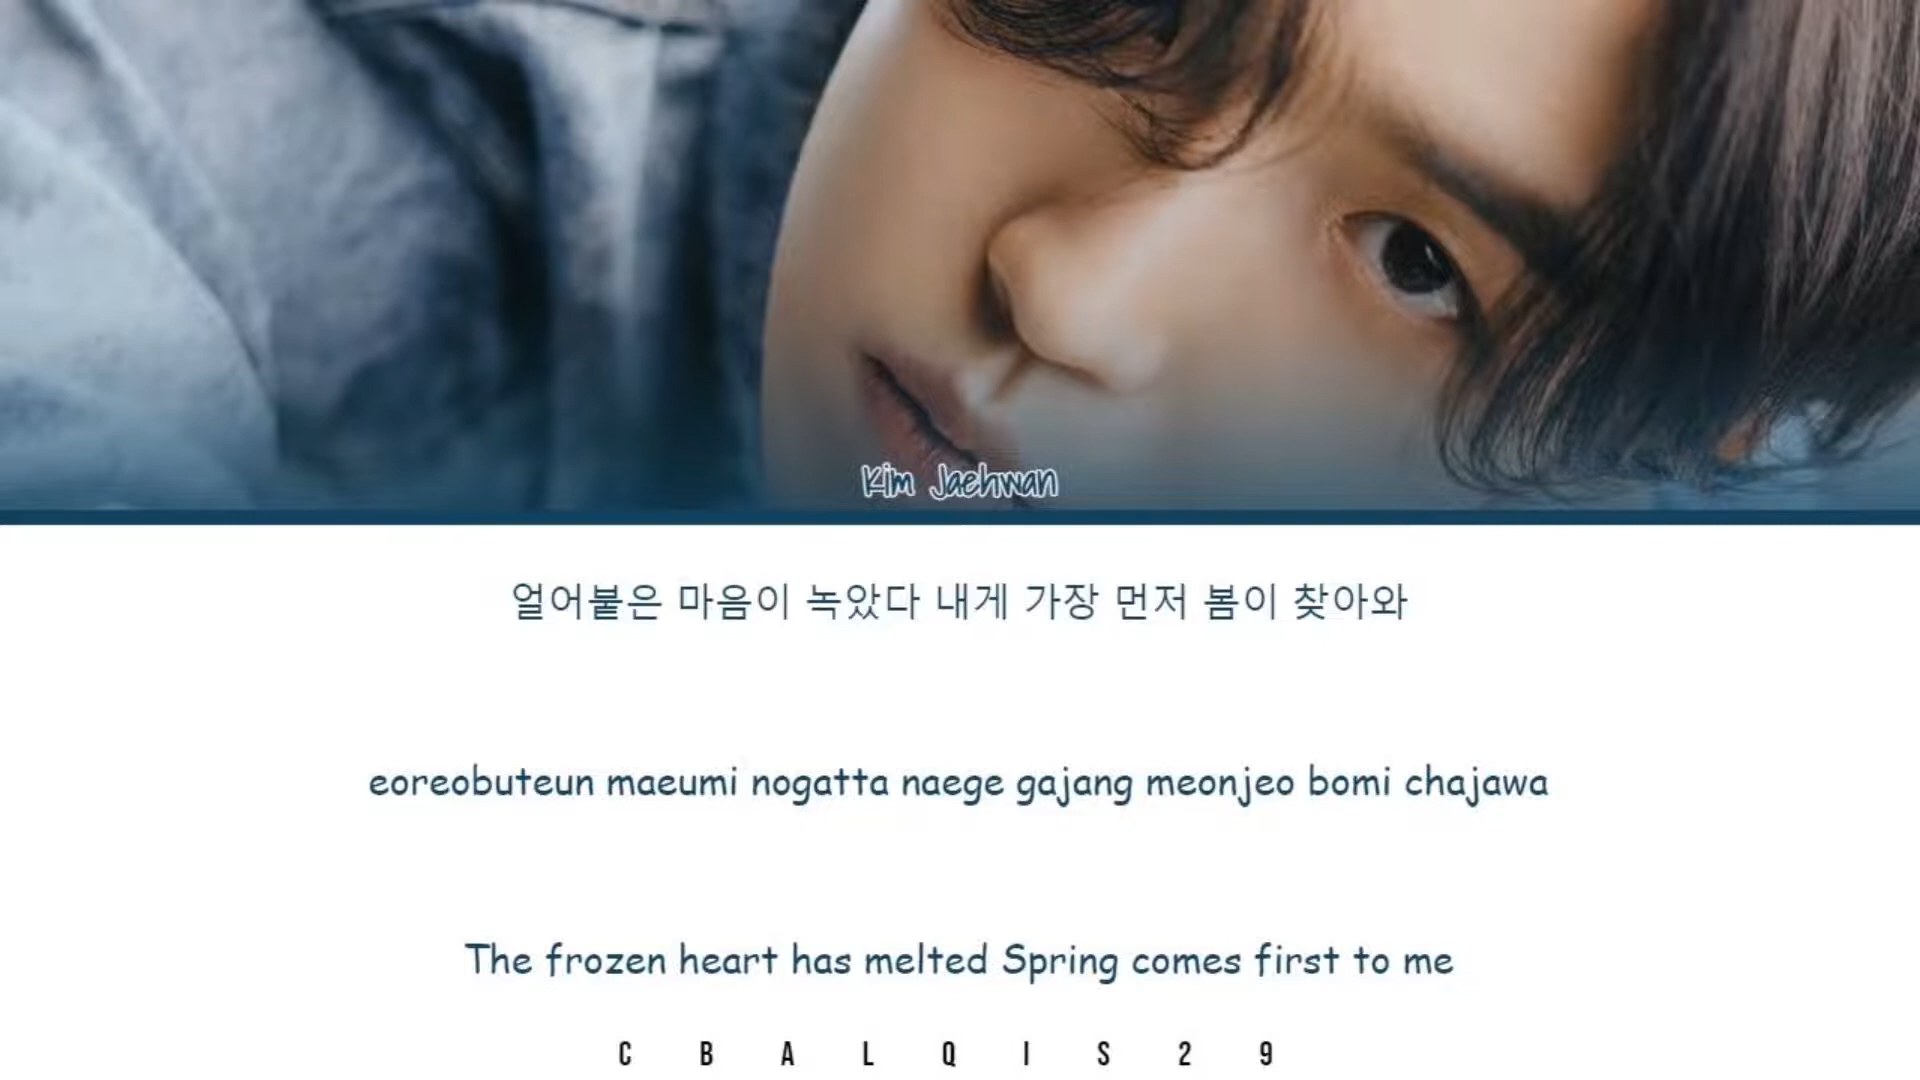 Kim Jaehwan
얼어붙은 마음이 녹았다 내게 가장 먼저 봄이 찾아와
eoreobuteun maeumi nogatta naege gajang meonjeo bomi chajawa
The frozen heart has melted Spring comes first to me
C B A L Q I S 2 9